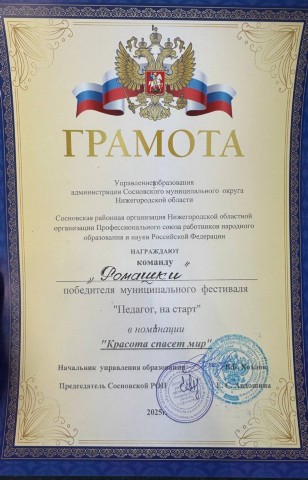 ГРАМОТА
Управление образования
администрации Сосновского муниципального округа
Нижегородской области
Сосновская районная организация Нижегородской областной
организации Профессионального союза работников народного
образования и науки Российской Федерации
НАГРАЖДАЮТ
команду
„Ромашки"
победителя муниципального фестиваля
"Педагог, на старт"
в номинации
"Красота спасет мир"
Начальник управления образования
Председатель Сосновской РОП
2025г.